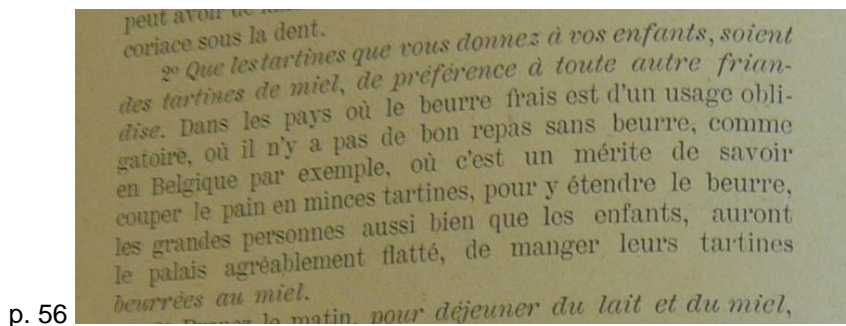 peut avoir de
coriace sous la dent.
2º Que les tartines que vous donnez à vos enfants, soient
des tartines de miel, de préférence à toute autre frian-
dise. Dans les pays où le beurre frais est d'un usage obli-
gatoire, où il n'y a pas de bon repas sans beurre, comme
en Belgique par exemple, où c'est un mérite de savoir
couper le pain en minces tartines, pour y étendre le beurre,
les grandes personnes aussi bien que les enfants, auront
le palais agréablement flatté, de manger leurs tartines
beurrées au miel.
le matin, pour déjeuner du lait et du miel,
p. 56